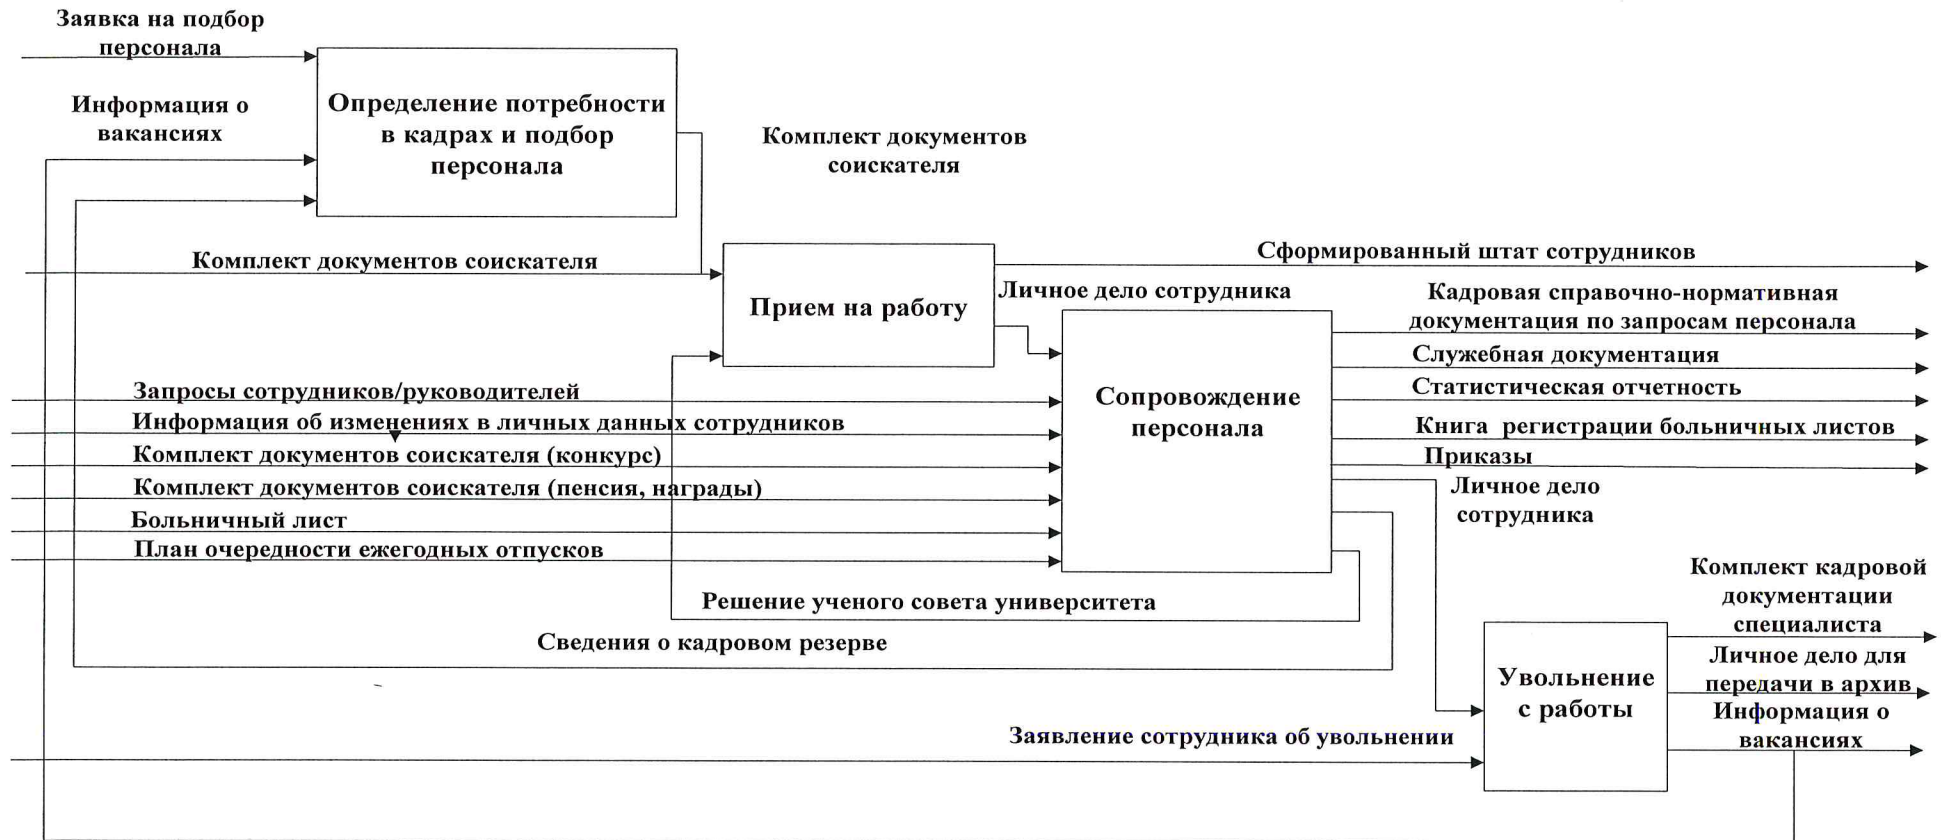 Заявка на подбор
персонала
Информация о
вакансиях
Определение потребности
в кадрах и подбор
персонала
Комплект документов
соискателя
Комплект документов соискателя
Прием на работу
Сформированный штат сотрудников
Личное дело сотрудника
Кадровая справочно-нормативная
документация по запросам персонала
Служебная документация
Статистическая отчетность
Книга регистрации больничных листов
Приказы
Личное дело
сотрудника
Сопровождение
персонала
Запросы сотрудников/руководителей
Информация об изменениях в личных данных сотрудников
Комплект документов соискателя (конкурс)
Комплект документов соискателя (пенсия, награды)
Больничный лист
План очередности ежегодных отпусков
Решение ученого совета университета
Сведения о кадровом резерве
Комплект кадровой
документации
специалиста
Личное дело для
передачи в архив
Информация о
вакансиях
Увольнение
с работы
Заявление сотрудника об увольнении